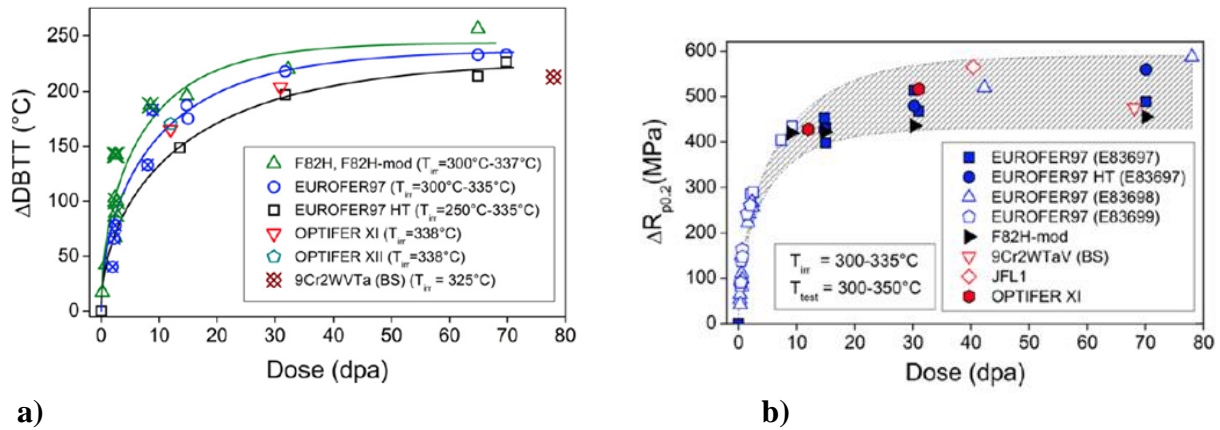 250
200
150
100
50
0
ΔDBTT (°C)
F82H, F82H-mod (T_irr=300°C-337°C)
EUROFER97 (T_irr=300°C-335°C)
EUROFER97 HT (T_irr=250°C-335°C)
OPTIFER XI (T_irr=338°C)
OPTIFER XII (T_irr=338°C)
9Cr2WVTa (BS) (T_irr = 325°C)
0 10 20 30 40 50 60 70 80
Dose (dpa)
a)
600
500
400
300
200
100
0
ΔR_p0.2 (MPa)
T_irr = 300-335°C
T_test = 300-350°C
EUROFER97 (E83697)
EUROFER97 HT (E83697)
EUROFER97 (E83698)
EUROFER97 (E83699)
F82H-mod
9Cr2WTaV (BS)
JFL1
OPTIFER XI
0 10 20 30 40 50 60 70 80
Dose (dpa)
b)